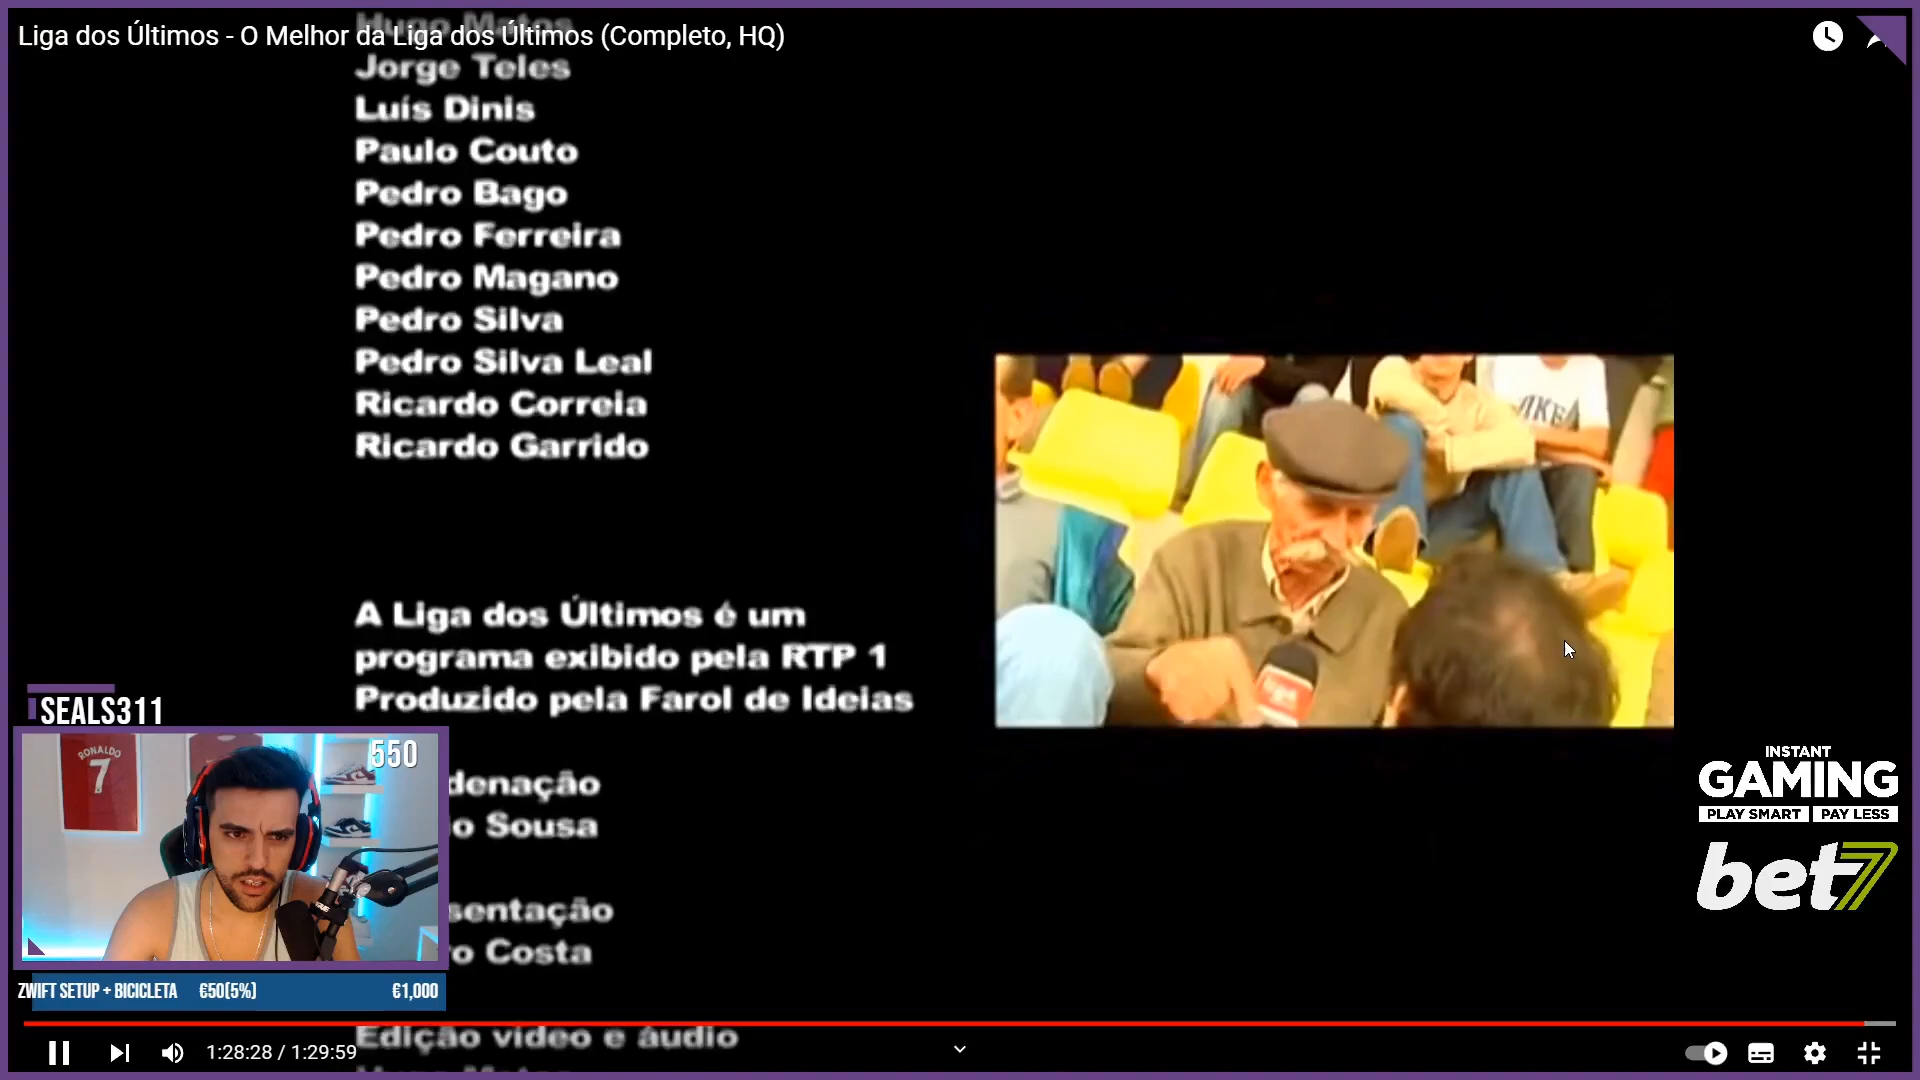 Liga dos Últimos - O Melhor da Liga dos Últimos (Completo, HQ)
Hugo Matos
Jorge Teles
Luís Dinis
Paulo Couto
Pedro Bago
Pedro Ferreira
Pedro Magano
Pedro Silva
Pedro Silva Leal
Ricardo Correia
Ricardo Garrido
A Liga dos Últimos é um
programa exibido pela RTP 1
Produzido pela Farol de Ideias
denação
o Sousa
sentação
ro Costa
Edição vídeo e áudio
SEALS311
RONALDO
7
550
ZWIFT SETUP + BICICLETA €50(5%) €1,000
INSTANT
GAMING
PLAY SMART PAY LESS
bet7
1:28:28 / 1:29:59